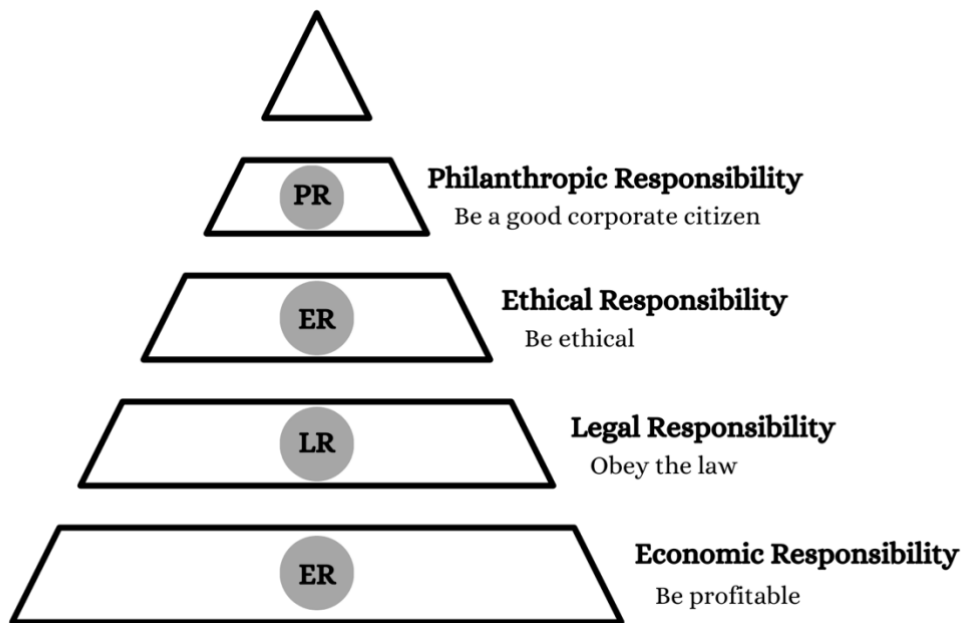 PR
Philanthropic Responsibility
Be a good corporate citizen
ER
Ethical Responsibility
Be ethical
LR
Legal Responsibility
Obey the law
ER
Economic Responsibility
Be profitable